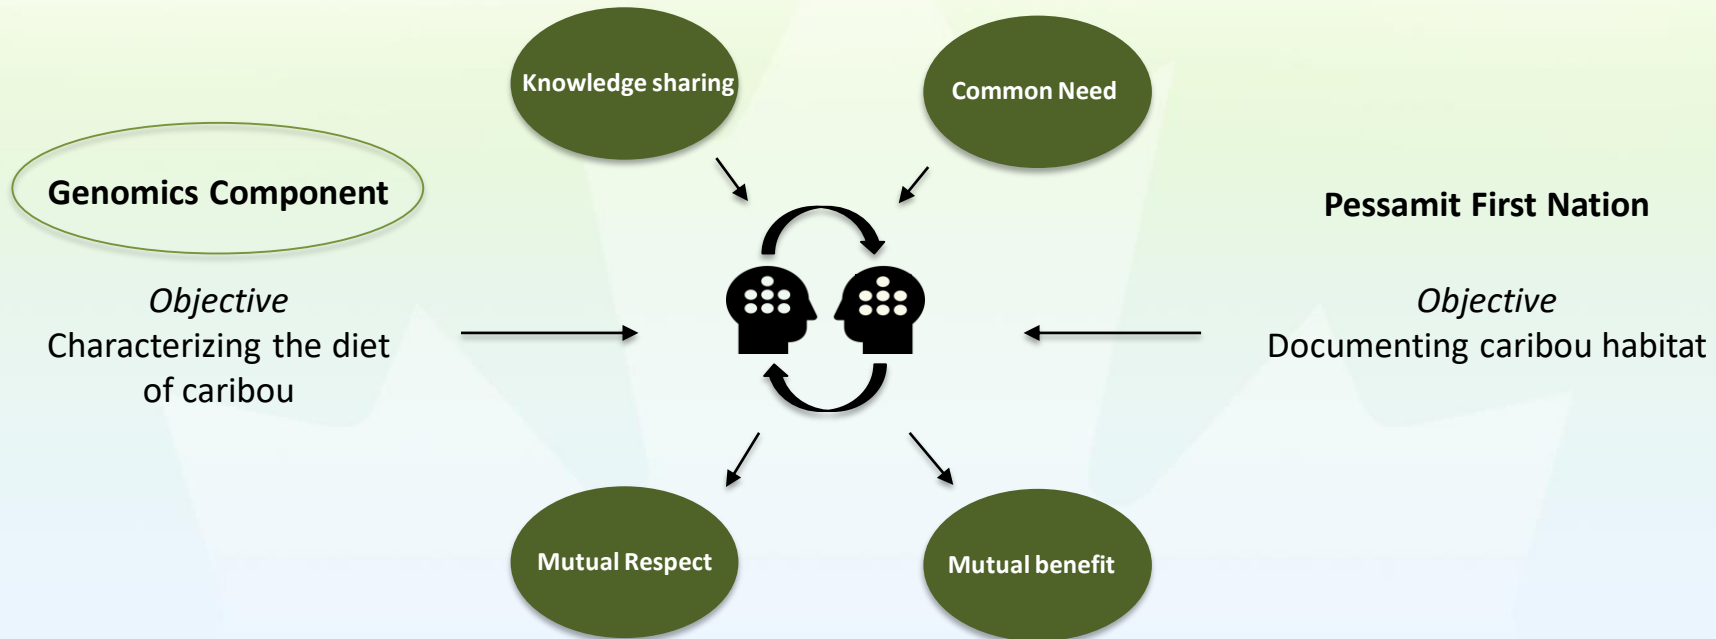 Knowledge sharing
Common Need
Genomics Component
Pessamit First Nation
Objective
Characterizing the diet
of caribou
Objective
Documenting caribou habitat
Mutual Respect
Mutual benefit